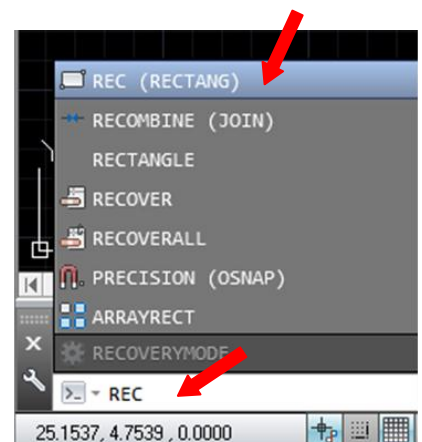 REC (RECTANG)
RECOMBINE (JOIN)
RECTANGLE
RECOVER
RECOVERALL
PRECISION (OSNAP)
ARRAYRECT
RECOVERYMODE
REC
25.1537, 4.7539 , 0.0000